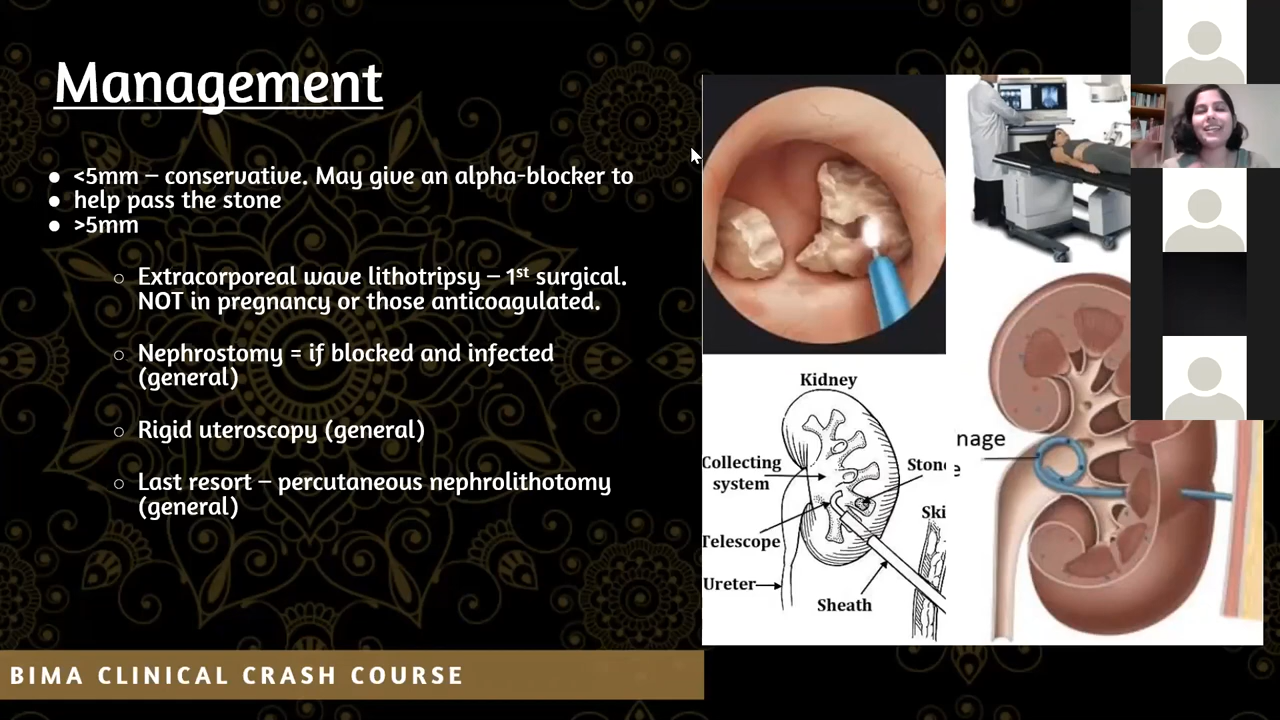 Management
• <5mm – conservative. May give an alpha-blocker to
• help pass the stone
• >5mm
○ Extracorporeal wave lithotripsy – 1st surgical.
NOT in pregnancy or those anticoagulated.
○ Nephrostomy = if blocked and infected
(general)
○ Rigid uteroscopy (general)
○ Last resort – percutaneous nephrolithotomy
(general)
BIMA CLINICAL CRASH COURSE
Kidney
Collecting
system
Stone
Telescope
Ski
Ureter
Sheath
nage
e